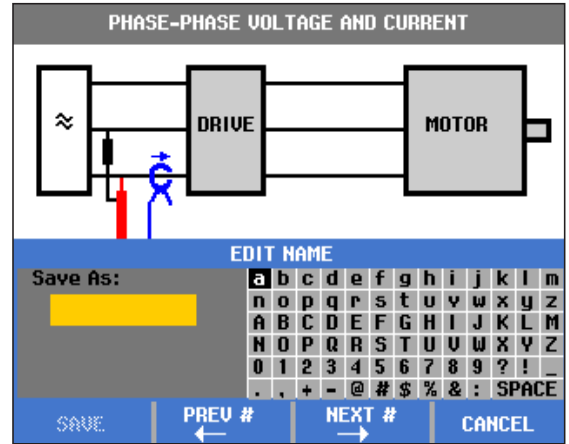 PHASE-PHASE VOLTAGE AND CURRENT
≈
DRIVE
MOTOR
EDIT NAME
Save As:
a b c d e f g h i j k l m
n o p q r s t u v w x y z
A B C D E F G H I J K L M
N O P Q R S T U V W X Y Z
0 1 2 3 4 5 6 7 8 9 ? ! _
. , + - @ # $ % & : SPACE
SAVE
PREV #
NEXT #
CANCEL